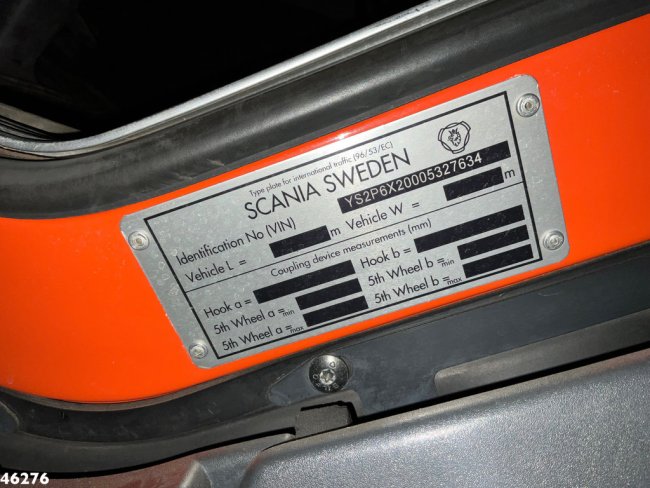 Type plate for international traffic (96/53/EC)
SCANIA SWEDEN
Identification No (VIN) YS2P6X20005327634
Vehicle L = m Vehicle W = m
Coupling device measurements (mm)
Hook a = Hook b =
5th Wheel a min = 5th Wheel b min =
5th Wheel a max = 5th Wheel b max =
46276